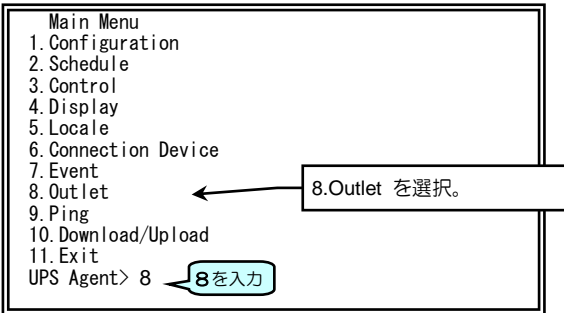 Main Menu
1.Configuration
2.Schedule
3.Control
4.Display
5.Locale
6.Connection Device
7.Event
8.Outlet
8.Outlet を選択。
9.Ping
10.Download/Upload
11.Exit
UPS Agent> 8
8を入力